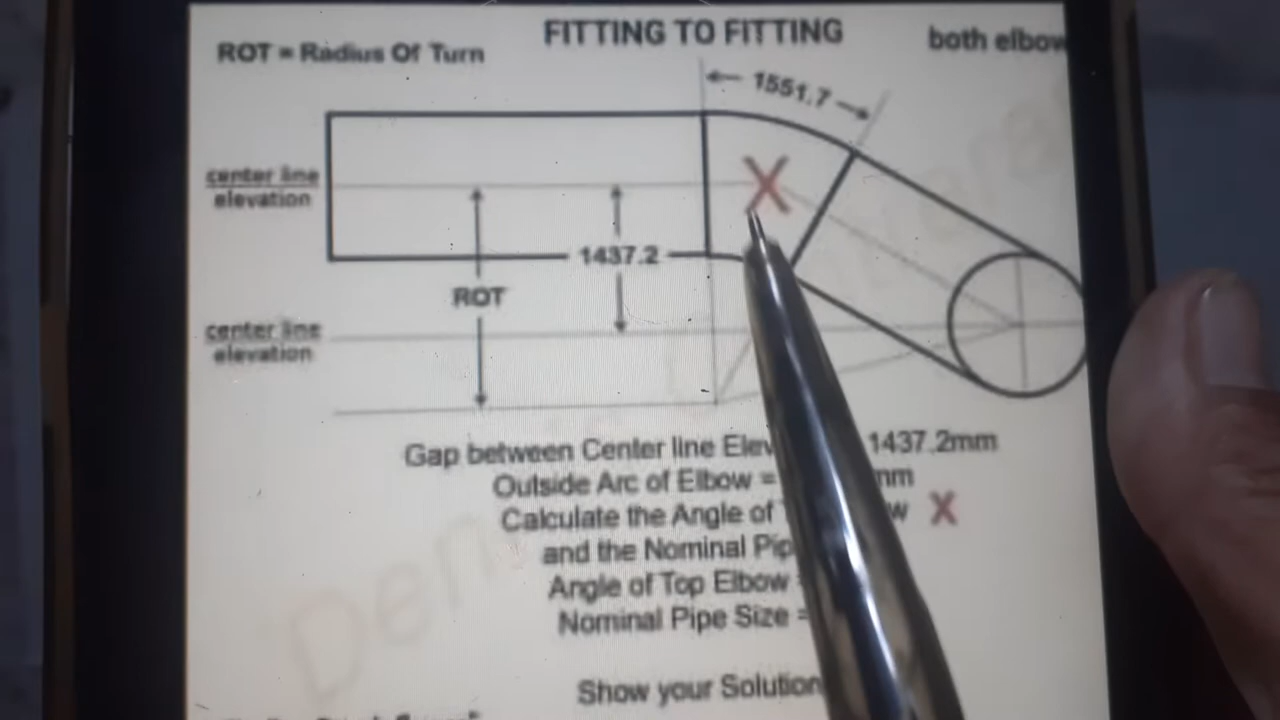 FITTING TO FITTING
ROT = Radius Of Turn
both elbow
1551.7
center line
elevation
X
1437.2
ROT
center line
elevation
Gap between Center line 1437.2mm
Outside Arc of Elbow = mm
Calculate the Angle of X
and the Nominal
Angle of Top Elbow
Nominal Pipe Size =
Show your Solution